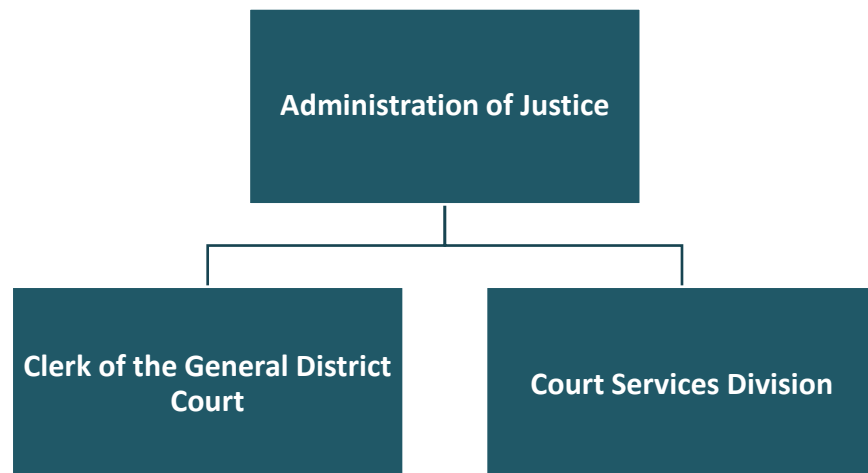 Administration of Justice
Clerk of the General District
Court
Court Services Division